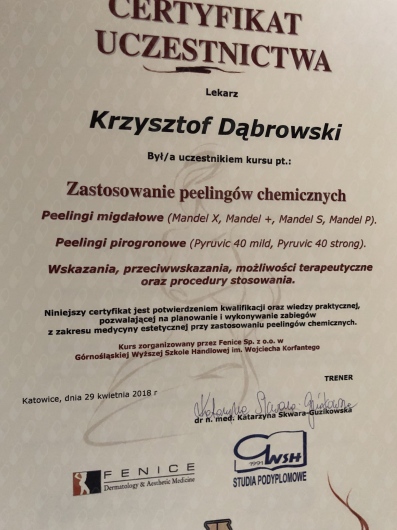 CERTYFIKAT
UCZESTNICTWA
Lekarz
Krzysztof Dąbrowski
Był/a uczestnikiem kursu pt.:
Zastosowanie peelingów chemicznych
Peelingi migdałowe (Mandel X, Mandel +, Mandel S, Mandel P).
Peelingi pirogronowe (Pyruvic 40 mild, Pyruvic 40 strong).
Wskazania, przeciwwskazania, możliwości terapeutyczne
oraz procedury stosowania.
Niniejszy certyfikat jest potwierdzeniem kwalifikacji oraz wiedzy praktycznej,
pozwalającej na planowanie i wykonywanie zabiegów
z zakresu medycyny estetycznej przy zastosowaniu peelingów chemicznych.
Kurs zorganizowany przez Fenice Sp. z o.o. w
Górnośląskiej Wyższej Szkole Handlowej im. Wojciecha Korfantego
TRENER
Katowice, dnia 29 kwietnia 2018 r
dr n. med. Katarzyna Skwara-Guzikowska
FENICE
Dermatology & Aesthetic Medicine
1991 GWSH
STUDIA PODYPLOMOWE